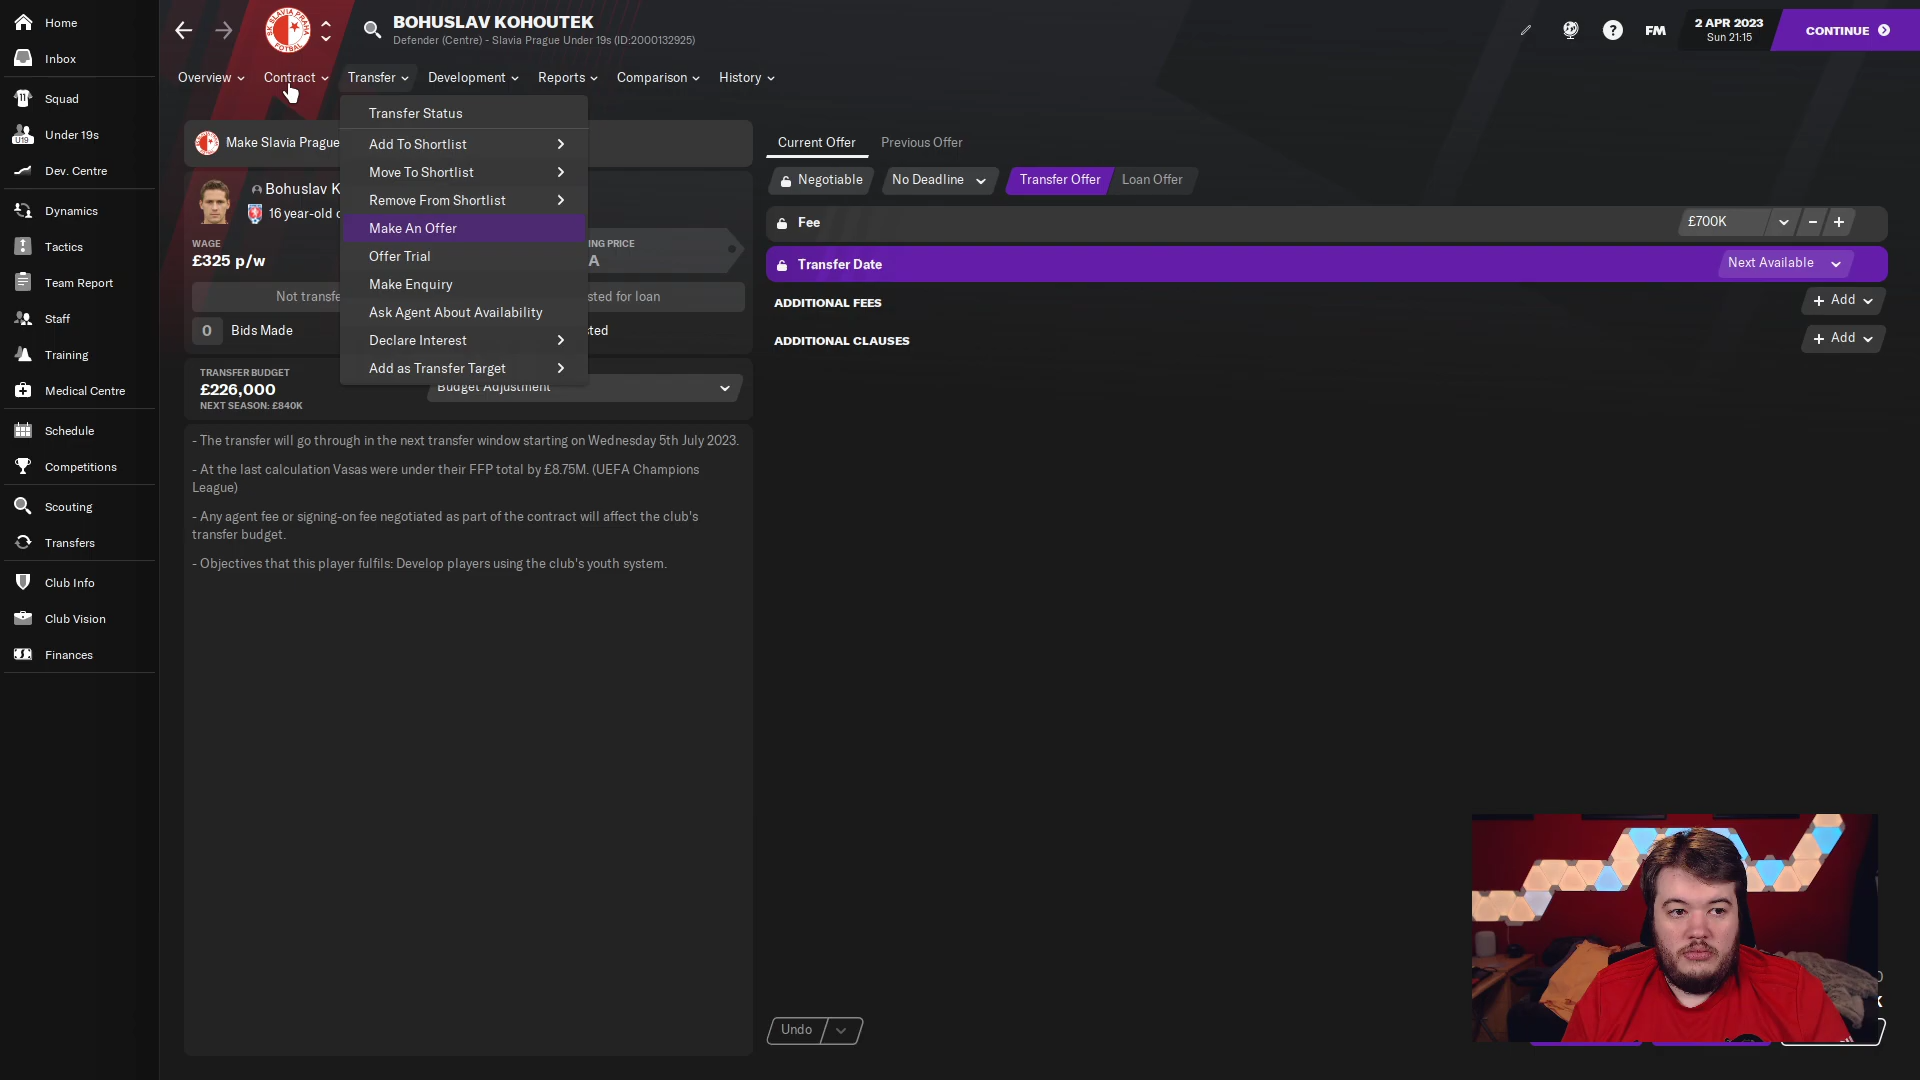 Home
Inbox
Squad
Under 19s
Dev. Centre
Dynamics
Tactics
Team Report
Staff
Training
Medical Centre
Schedule
Competitions
Scouting
Transfers
Club Info
Club Vision
Finances
BOHUSLAV KOHOUTEK
Defender (Centre) - Slavia Prague Under 19s (ID:2000132925)
FM
2 APR 2023
Sun 21:15
CONTINUE
Overview Contract Transfer Development Reports Comparison History
Transfer Status
Add To Shortlist
Move To Shortlist
Remove From Shortlist
Make An Offer
Offer Trial
Make Enquiry
Ask Agent About Availability
Declare Interest
Add as Transfer Target
Make Slavia Prague
Bohuslav K
16 year-old
WAGE
£325 p/w
ING PRICE
A
Not transfe
sted for loan
0 Bids Made
ted
TRANSFER BUDGET
£226,000
NEXT SEASON: £840K
Budget Adjustment
- The transfer will go through in the next transfer window starting on Wednesday 5th July 2023.
- At the last calculation Vasas were under their FFP total by £8.75M. (UEFA Champions
League)
- Any agent fee or signing-on fee negotiated as part of the contract will affect the club's
transfer budget.
- Objectives that this player fulfils: Develop players using the club's youth system.
Current Offer Previous Offer
Negotiable No Deadline Transfer Offer Loan Offer
Fee £700K - +
Transfer Date Next Available
ADDITIONAL FEES + Add
ADDITIONAL CLAUSES + Add
Undo